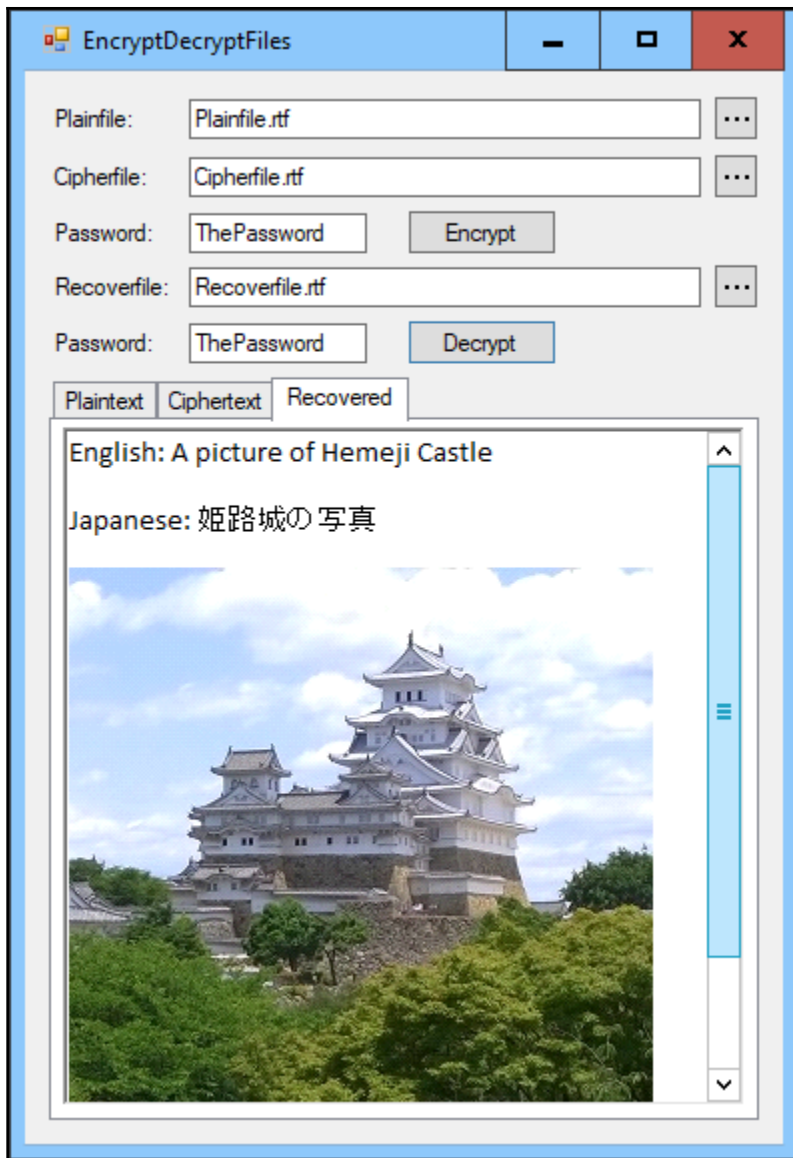 EncryptDecryptFiles
Plainfile: Plainfile.rtf ...
Cipherfile: Cipherfile.rtf ...
Password: ThePassword Encrypt
Recoverfile: Recoverfile.rtf ...
Password: ThePassword Decrypt
Plaintext Ciphertext Recovered
English: A picture of Hemeji Castle
Japanese: 姫路城の写真